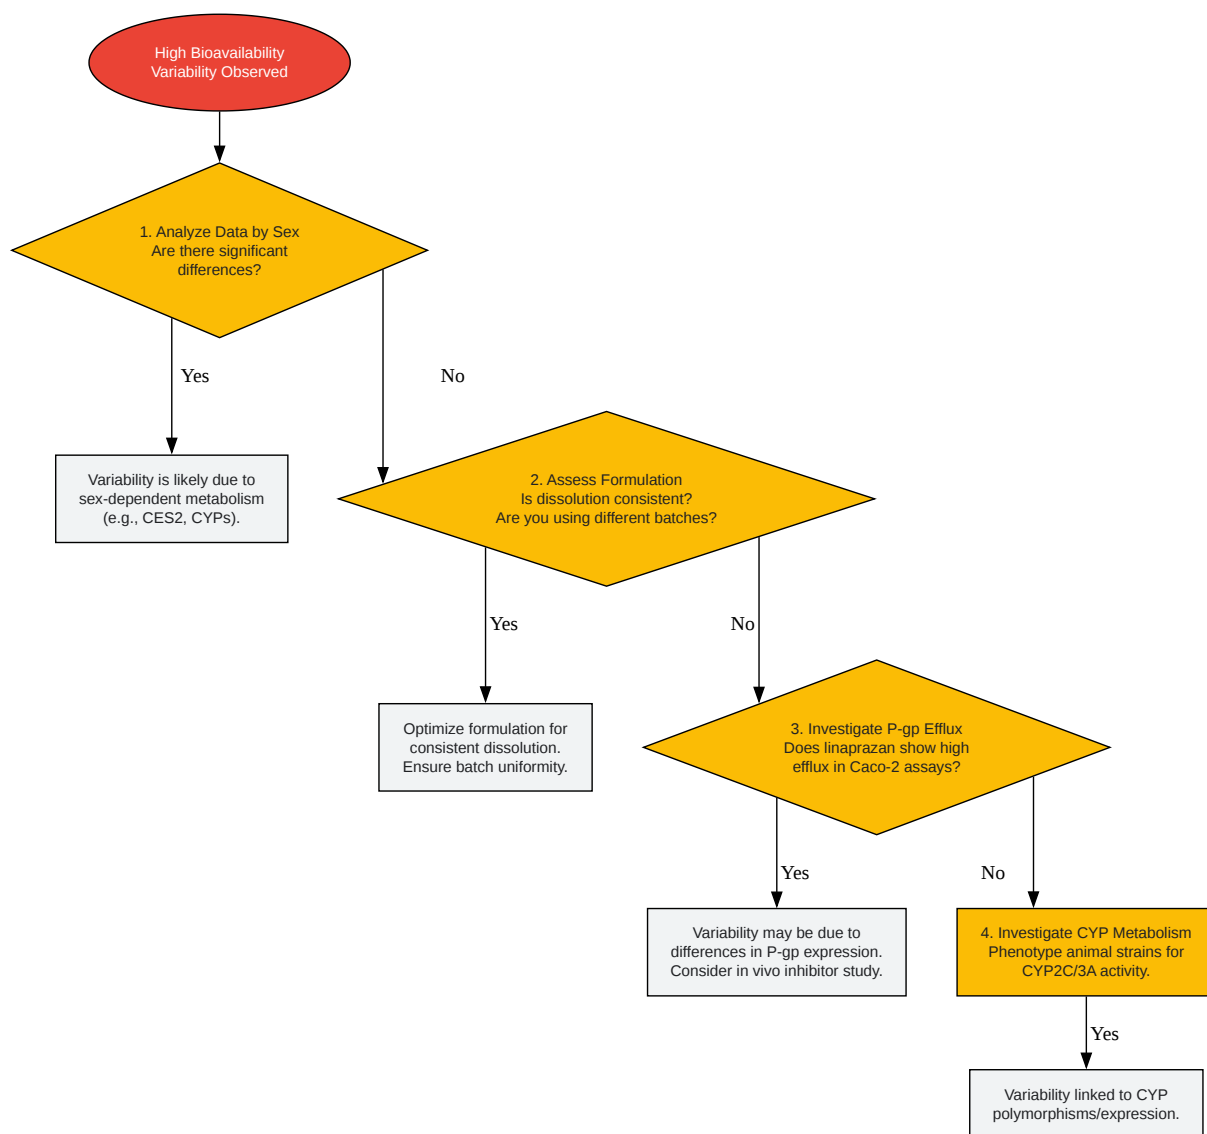 High Bioavailability
Variability Observed
1. Analyze Data by Sex
Are there significant
differences?
Yes
No
Variability is likely due to
sex-dependent metabolism
(e.g., CES2, CYPs).
2. Assess Formulation
Is dissolution consistent?
Are you using different batches?
Yes
No
Optimize formulation for
consistent dissolution.
Ensure batch uniformity.
3. Investigate P-gp Efflux
Does linaprazan show high
efflux in Caco-2 assays?
Yes
No
Variability may be due to
differences in P-gp expression.
Consider in vivo inhibitor study.
4. Investigate CYP Metabolism
Phenotype animal strains for
CYP2C/3A activity.
Yes
Variability linked to CYP
polymorphisms/expression.